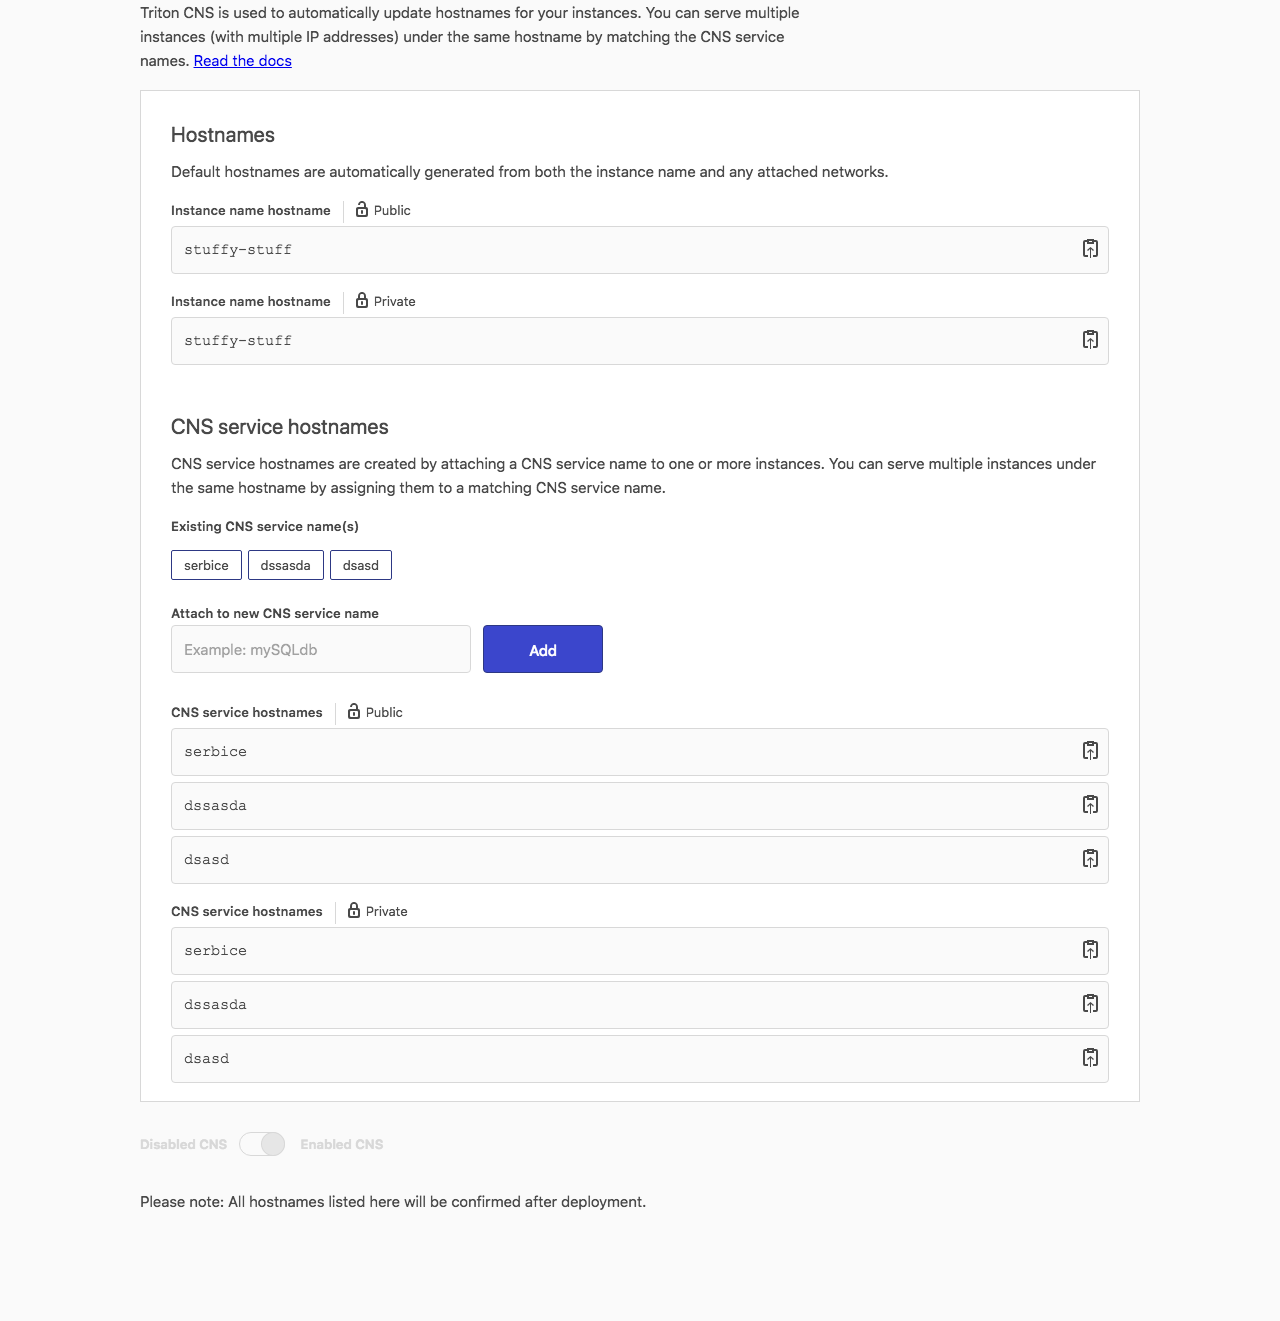 Triton CNS is used to automatically update hostnames for your instances. You can serve multiple
instances (with multiple IP addresses) under the same hostname by matching the CNS service
names. Read the docs
Hostnames
Default hostnames are automatically generated from both the instance name and any attached networks.
Instance name hostname Public
stuffy-stuff
Instance name hostname Private
stuffy-stuff
CNS service hostnames
CNS service hostnames are created by attaching a CNS service name to one or more instances. You can serve multiple instances under
the same hostname by assigning them to a matching CNS service name.
Existing CNS service name(s)
serbice dssasda dsasd
Attach to new CNS service name
Example: mySQLdb Add
CNS service hostnames Public
serbice
dssasda
dsasd
CNS service hostnames Private
serbice
dssasda
dsasd
Disabled CNS Enabled CNS
Please note: All hostnames listed here will be confirmed after deployment.